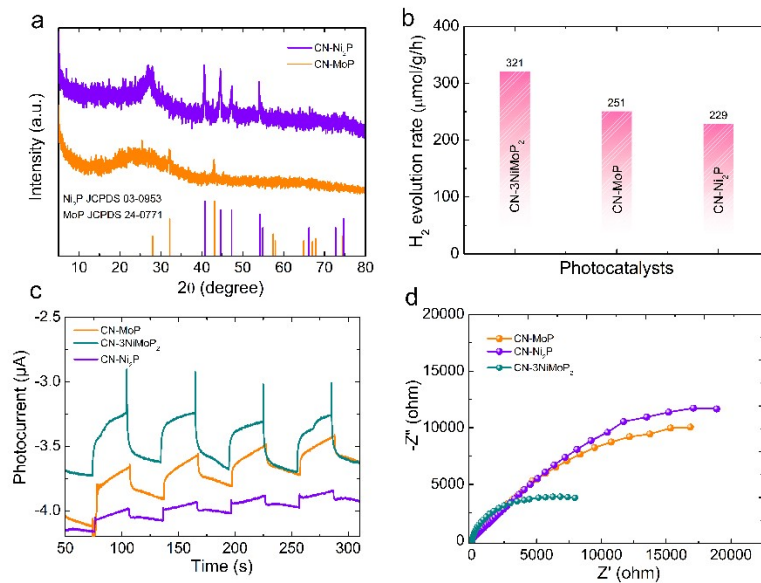 a
CN-Ni₂P
CN-MoP
Intensity (a.u.)
Ni₂P JCPDS 03-0953
MoP JCPDS 24-0771
10 20 30 40 50 60 70 80
2θ (degree)
b
H₂ evolution rate (μmol/g/h)
400
300
200
100
0
321
251
229
CN-3NiMoP₂
CN-MoP
CN-Ni₂P
Photocatalysts
c
CN-MoP
CN-3NiMoP₂
CN-Ni₂P
Photocurrent (μA)
-2.5
-3.0
-3.5
-4.0
50 100 150 200 250 300
Time (s)
d
CN-MoP
CN-Ni₂P
CN-3NiMoP₂
-Z" (ohm)
20000
15000
10000
5000
0
0 5000 10000 15000 20000
Z' (ohm)